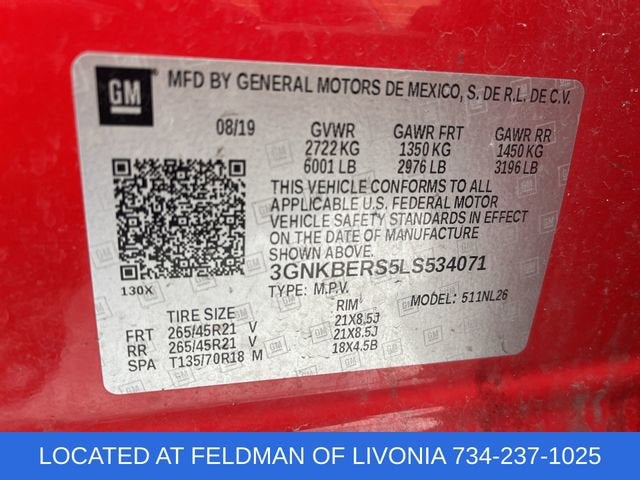 GM MFD BY GENERAL MOTORS DE MEXICO, S. DE R.L. DE C.V.
08/19 GVWR GAWR FRT GAWR RR
2722 KG 1350 KG 1450 KG
6001 LB 2976 LB 3196 LB
THIS VEHICLE CONFORMS TO ALL
APPLICABLE U.S. FEDERAL MOTOR
VEHICLE SAFETY STANDARDS IN EFFECT
ON THE DATE OF MANUFACTURE
SHOWN ABOVE.
3GNKBERS5LS534071
130X TYPE: M.P.V. MODEL: 511NL26
TIRE SIZE RIM
FRT 265/45R21 V 21X8.5J
RR 265/45R21 V 21X8.5J
SPA T135/70R18 M 18X4.5B
LOCATED AT FELDMAN OF LIVONIA 734-237-1025